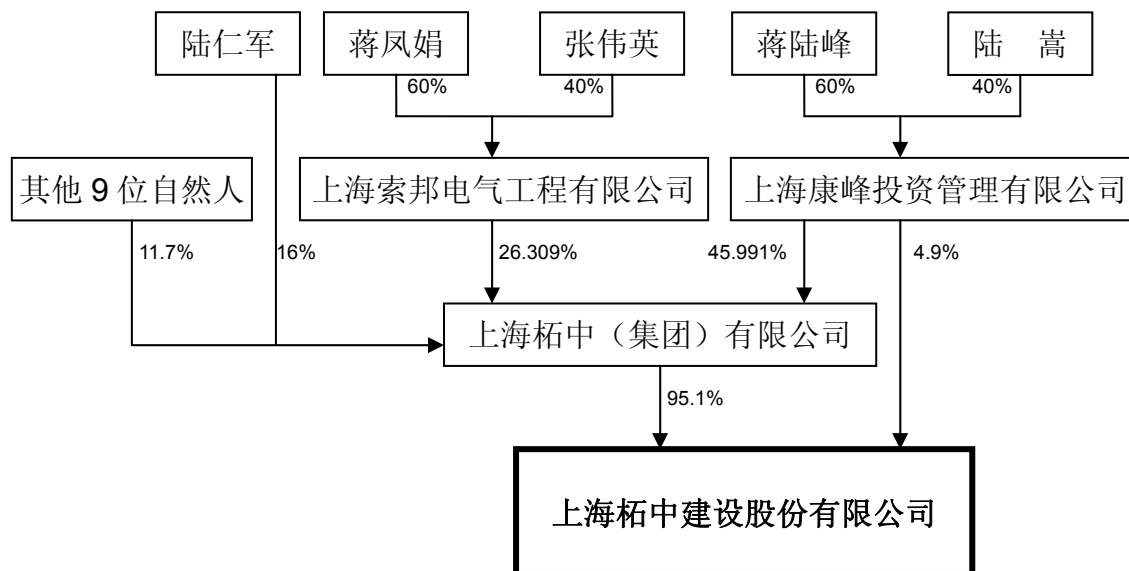 陆仁军
蒋凤娟
张伟英
蒋陆峰
陆 嵩
60%
40%
60%
40%
其他 9 位自然人
上海索邦电气工程有限公司
上海康峰投资管理有限公司
11.7%
16%
26.309%
45.991%
4.9%
上海柘中（集团）有限公司
95.1%
上海柘中建设股份有限公司